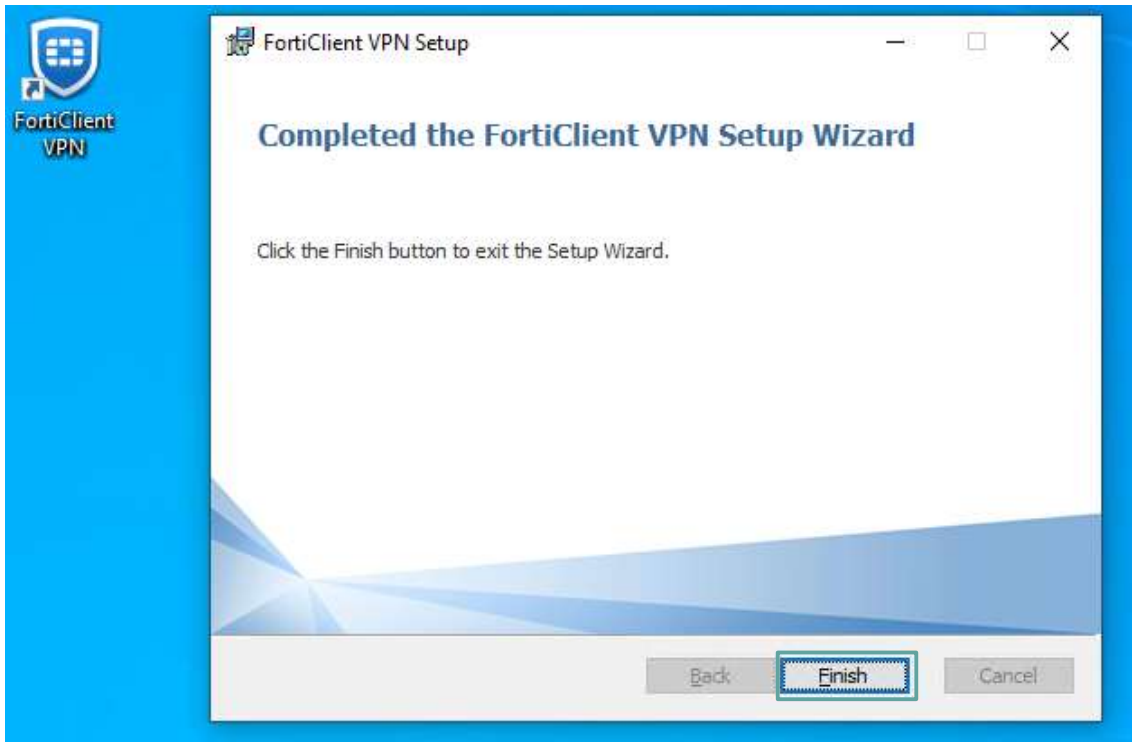 FortiClient
VPN
FortiClient VPN Setup
Completed the FortiClient VPN Setup Wizard
Click the Finish button to exit the Setup Wizard.
Back
Finish
Cancel